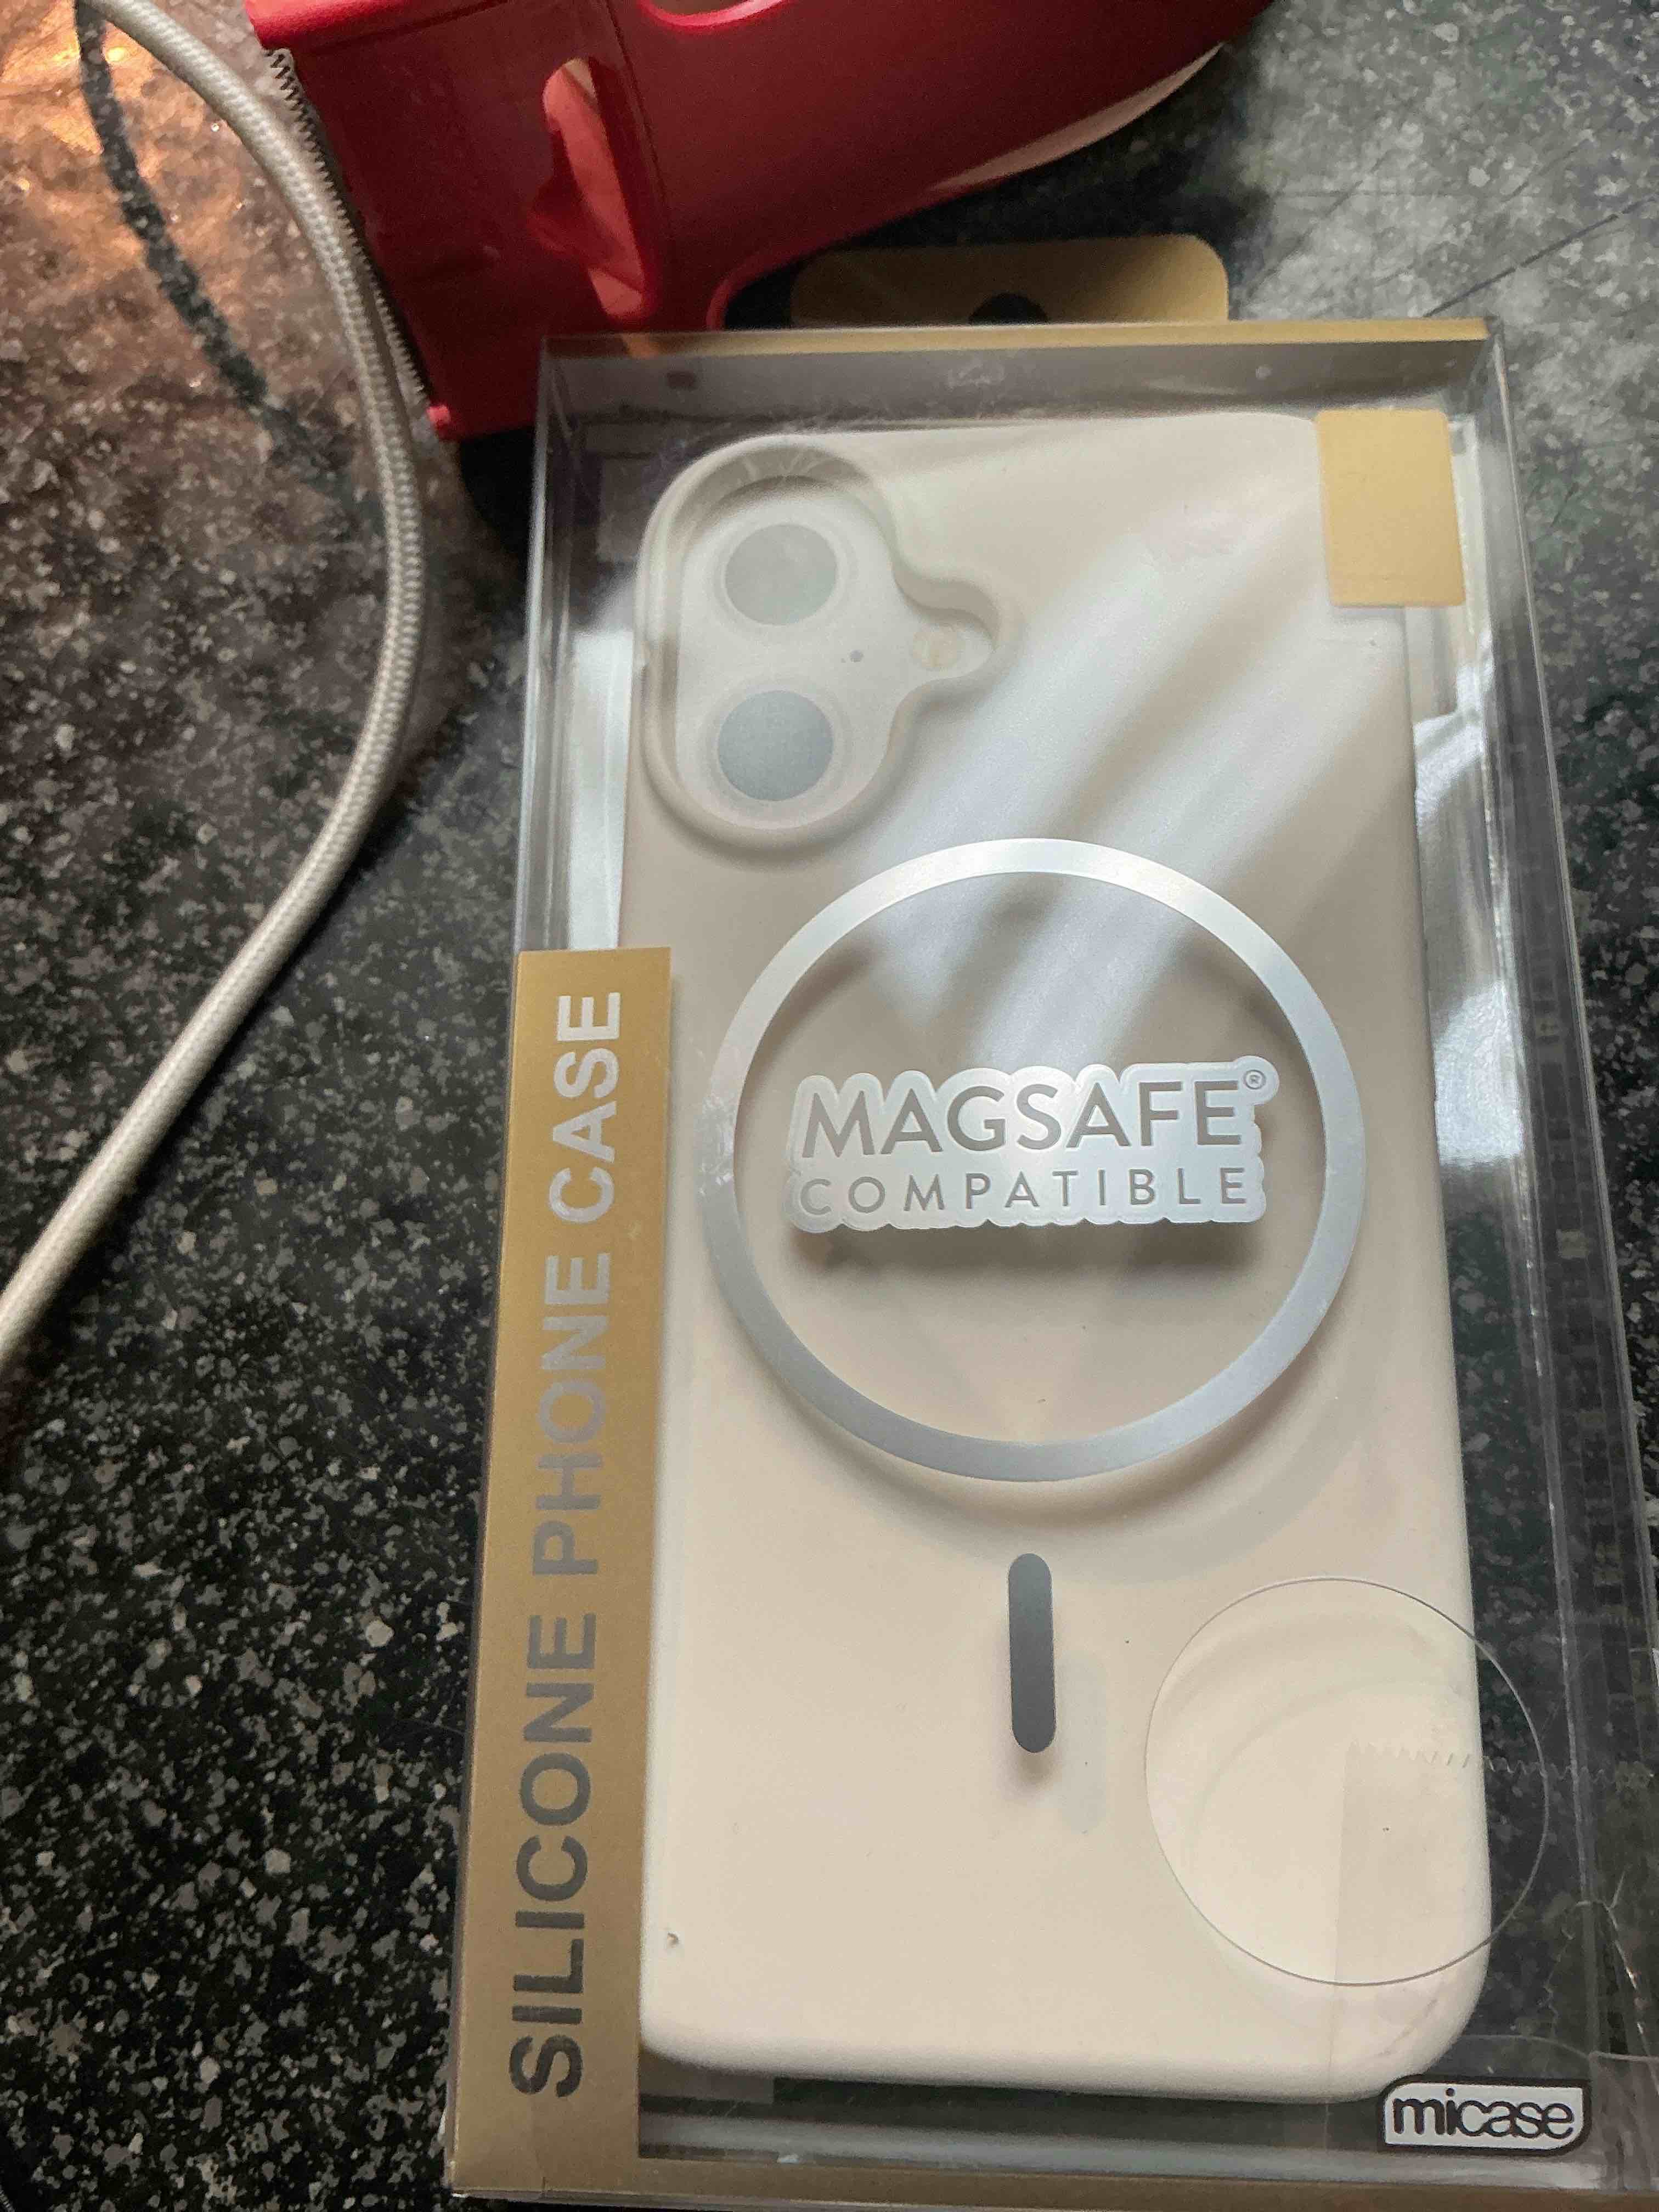 MAGSAFE®
COMPATIBLE
SILICONE PHONE CASE
micase